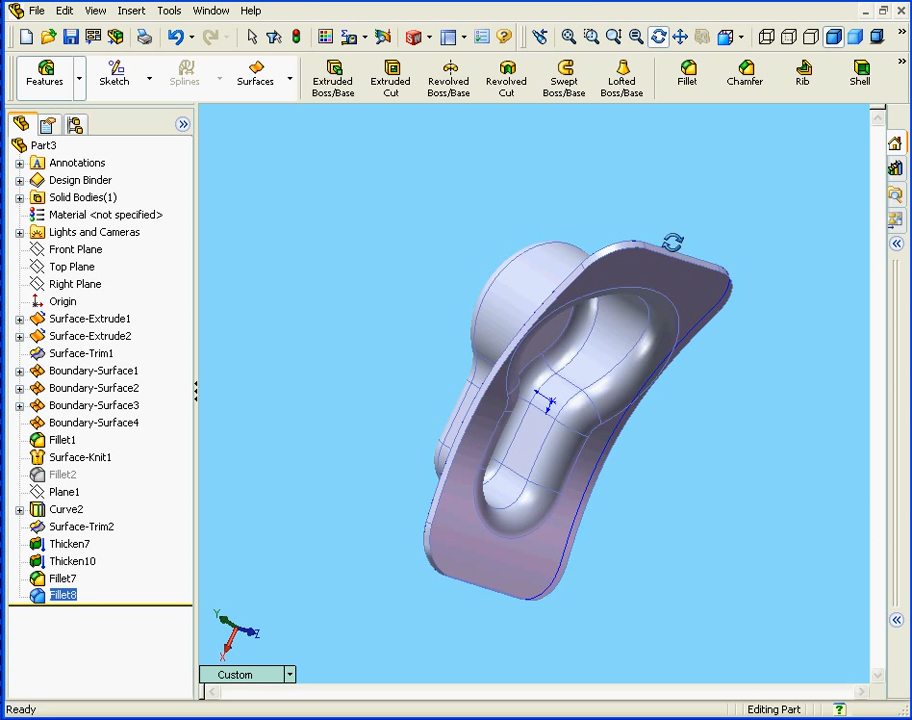 File Edit View Insert Tools Window Help
Features Sketch Splines Surfaces Extruded Boss/Base Extruded Cut Revolved Boss/Base Revolved Cut Swept Boss/Base Lofted Boss/Base Fillet Chamfer Rib Shell
Part3
Annotations
Design Binder
Solid Bodies(1)
Material <not specified>
Lights and Cameras
Front Plane
Top Plane
Right Plane
Origin
Surface-Extrude1
Surface-Extrude2
Surface-Trim1
Boundary-Surface1
Boundary-Surface2
Boundary-Surface3
Boundary-Surface4
Fillet1
Surface-Knit1
Fillet2
Plane1
Curve2
Surface-Trim2
Thicken7
Thicken10
Fillet7
Fillet8
Y
Z
X
Custom
Ready Editing Part